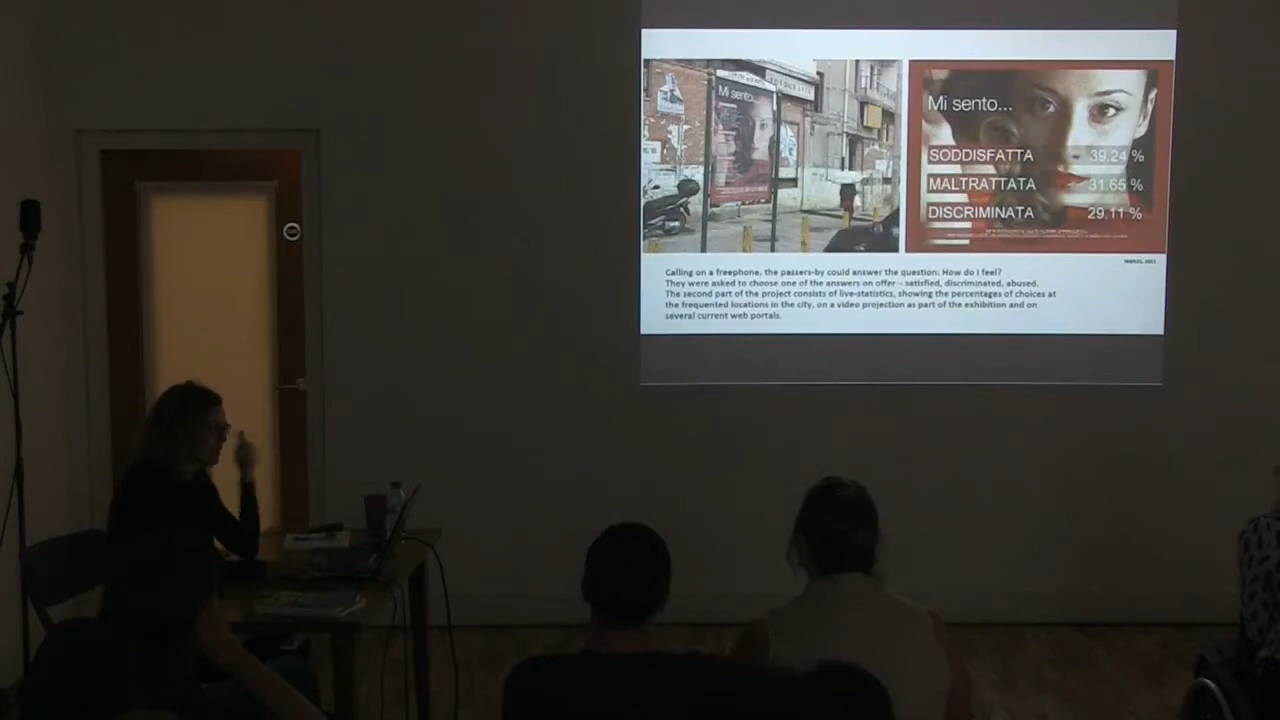 Mi sento...
Mi sento...
SODDISFATTA 39.24 %
MALTRATTATA 31.65 %
DISCRIMINATA 29.11 %
Calling on a freephone, the passers-by could answer the question: How do I feel?
They were asked to choose one of the answers on offer – satisfied, discriminated, abused.
The second part of the project consists of live-statistics, showing the percentages of choices at
the frequented locations in the city, on a video projection as part of the exhibition and on
several current web portals.